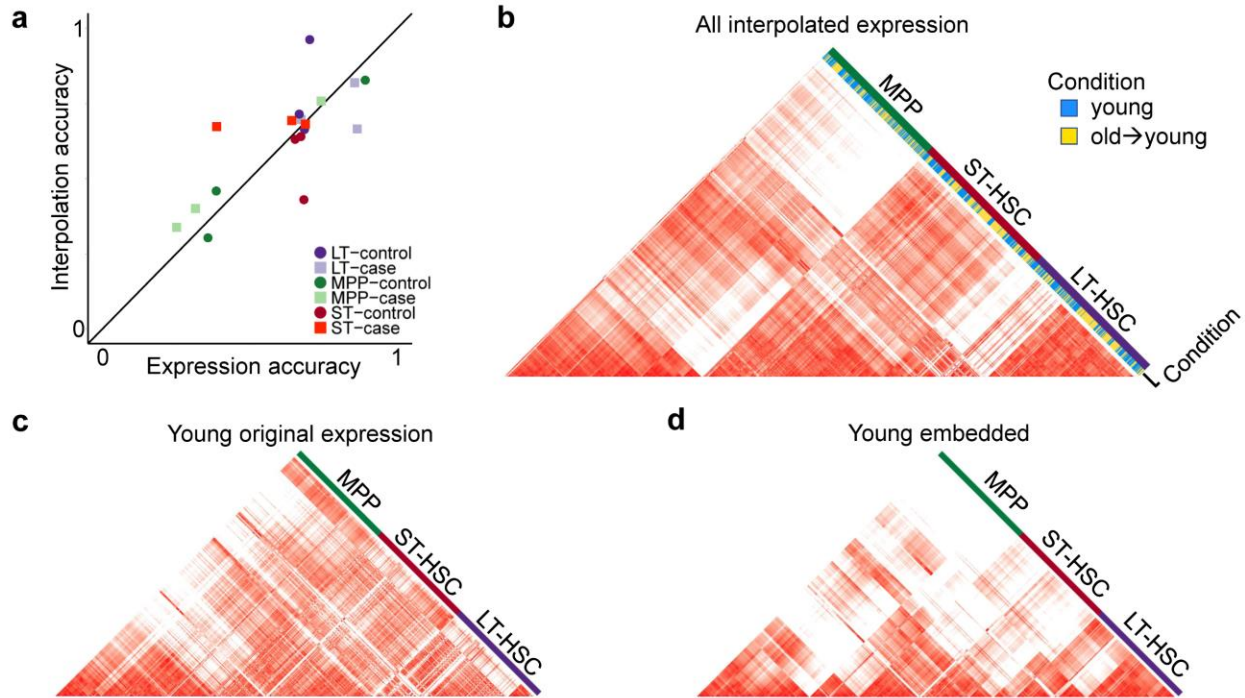 a
1
Interpolation accuracy
0
0
1
Expression accuracy
LT−control
LT−case
MPP−control
MPP−case
ST−control
ST−case
b
All interpolated expression
MPP
ST-HSC
LT-HSC
Condition
Condition
young
old→young
c
Young original expression
MPP
ST-HSC
LT-HSC
d
Young embedded
MPP
ST-HSC
LT-HSC